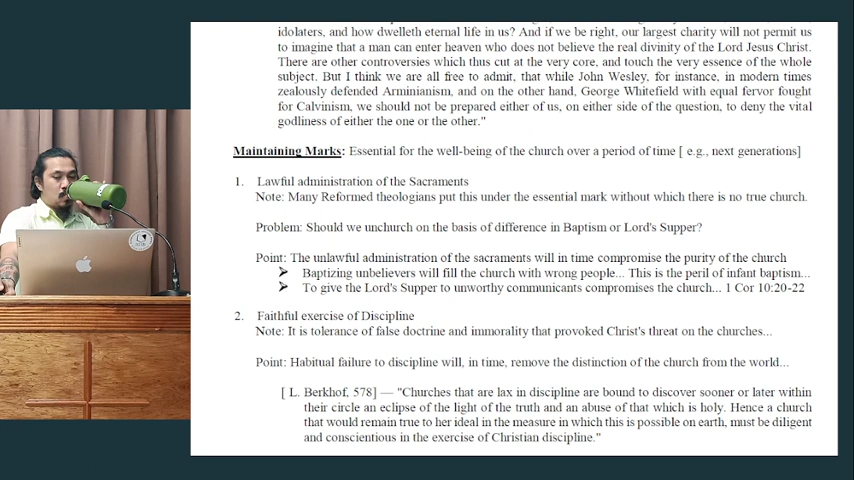 idolaters, and how dwelleth eternal life in us? And if we be right, our largest charity will not permit us
to imagine that a man can enter heaven who does not believe the real divinity of the Lord Jesus Christ.
There are other controversies which thus cut at the very core, and touch the very essence of the whole
subject. But I think we are all free to admit, that while John Wesley, for instance, in modern times
zealously defended Arminianism, and on the other hand, George Whitefield with equal fervor fought
for Calvinism, we should not be prepared either of us, on either side of the question, to deny the vital
godliness of either the one or the other."
Maintaining Marks: Essential for the well-being of the church over a period of time [ e.g., next generations]
1. Lawful administration of the Sacraments
Note: Many Reformed theologians put this under the essential mark without which there is no true church.
Problem: Should we unchurch on the basis of difference in Baptism or Lord's Supper?
Point: The unlawful administration of the sacraments will in time compromise the purity of the church
➤ Baptizing unbelievers will fill the church with wrong people... This is the peril of infant baptism...
➤ To give the Lord's Supper to unworthy communicants compromises the church... 1 Cor 10:20-22
2. Faithful exercise of Discipline
Note: It is tolerance of false doctrine and immorality that provoked Christ's threat on the churches...
Point: Habitual failure to discipline will, in time, remove the distinction of the church from the world...
[ L. Berkhof, 578] — "Churches that are lax in discipline are bound to discover sooner or later within
their circle an eclipse of the light of the truth and an abuse of that which is holy. Hence a church
that would remain true to her ideal in the measure in which this is possible on earth, must be diligent
and conscientious in the exercise of Christian discipline."